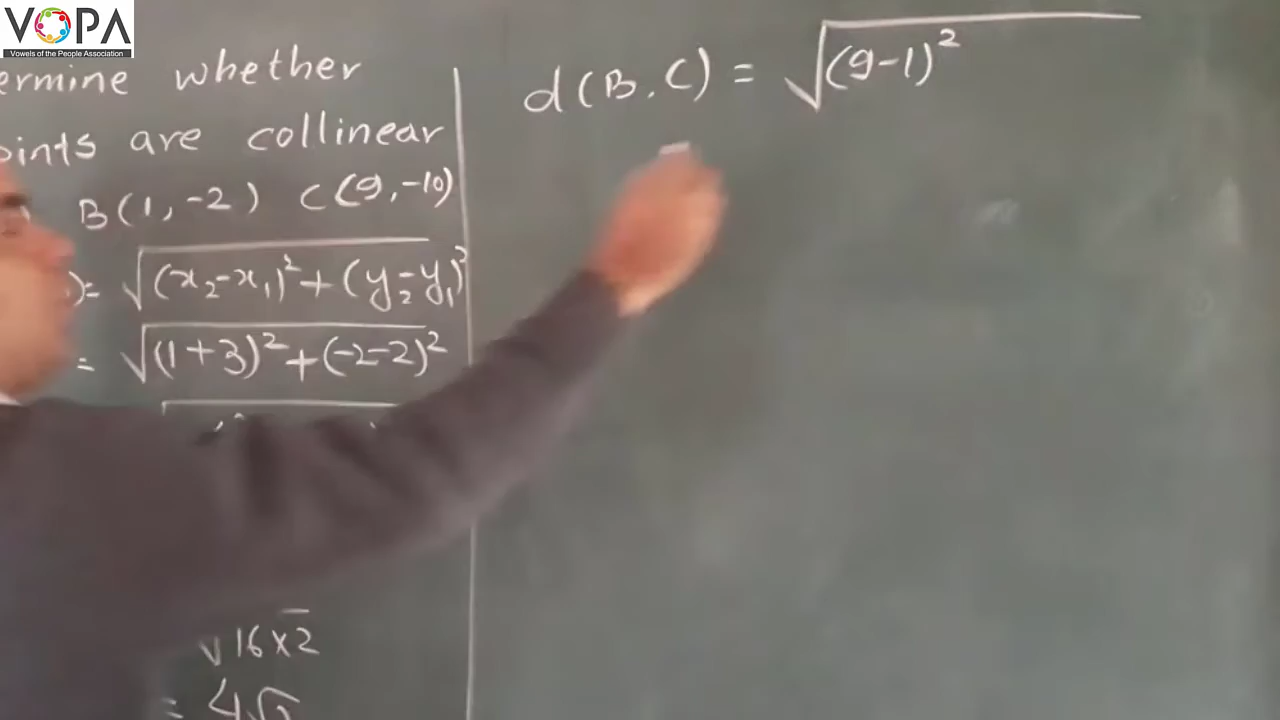 VOPA
Vowels of the People Association
ermine whether
oints are collinear
B(1,-2) C(9,-10)
)= √(x₂-x₁)²+(y₂-y₁)²
= √(1+3)²+(-2-2)²
√16×2
= 4√2
d(B,C) = √(9-1)²